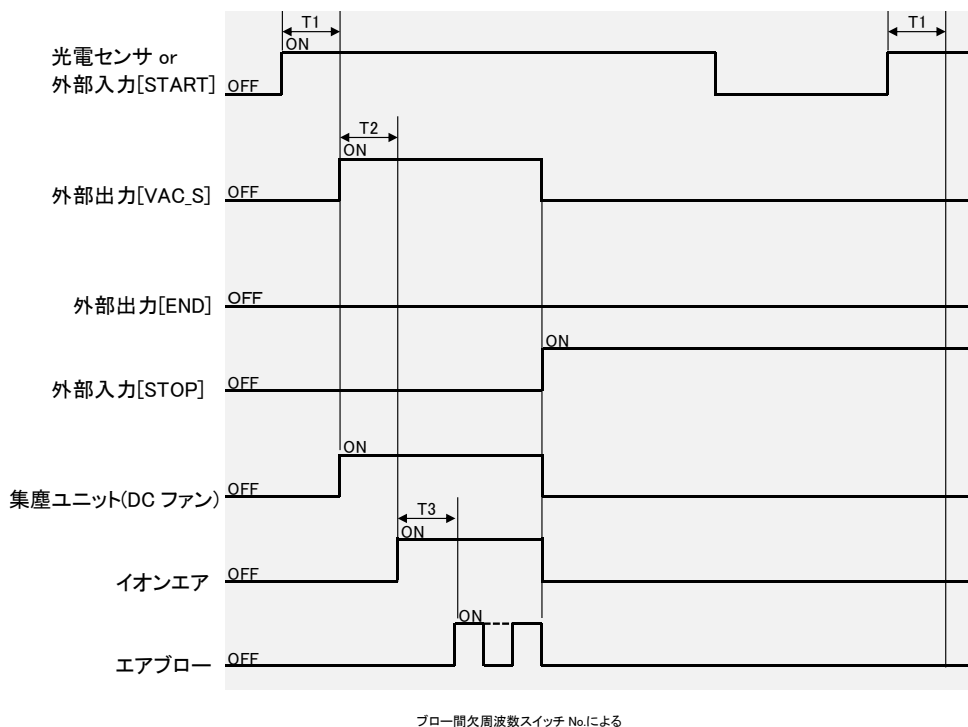 T1
T1
光電センサ or
ON
外部入力[START]
OFF
T2
ON
外部出力[VAC_S]
OFF
外部出力[END]
OFF
ON
外部入力[STOP]
OFF
ON
集塵ユニット(DC ファン)
OFF
T3
ON
イオンエア
OFF
ON
エアブロー
OFF
ブロー間欠周波数スイッチ No.による